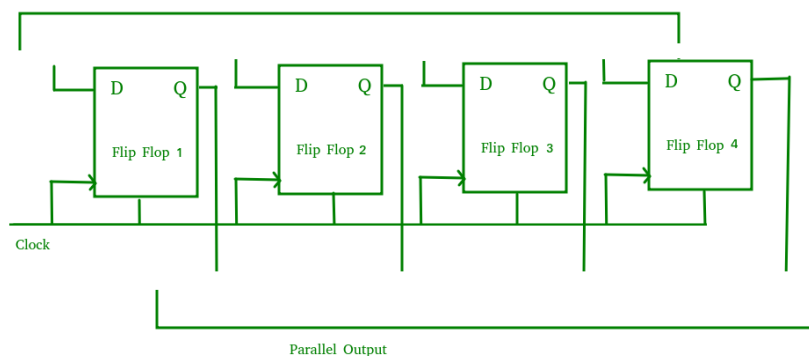 D Q
Flip Flop 1
D Q
Flip Flop 2
D Q
Flip Flop 3
D Q
Flip Flop 4
Clock
Parallel Output